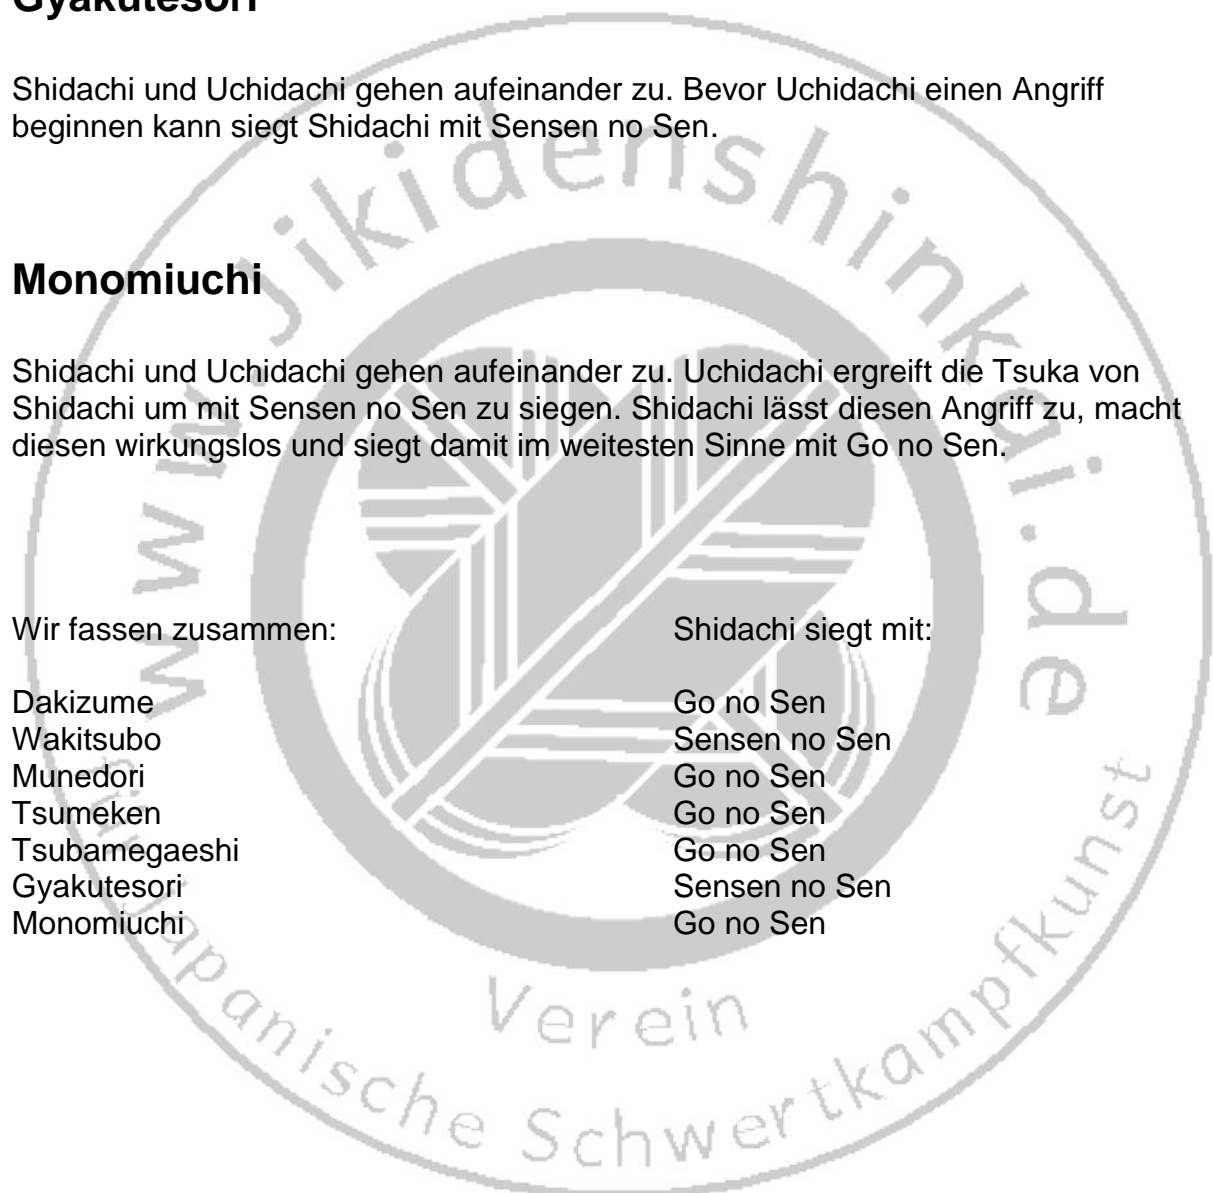 Gyakutesori
Shidachi und Uchidachi gehen aufeinander zu. Bevor Uchidachi einen Angriff
beginnen kann siegt Shidachi mit Sensen no Sen.
Monomiuchi
Shidachi und Uchidachi gehen aufeinander zu. Uchidachi ergreift die Tsuka von
Shidachi um mit Sensen no Sen zu siegen. Shidachi lässt diesen Angriff zu, macht
diesen wirkungslos und siegt damit im weitesten Sinne mit Go no Sen.
Wir fassen zusammen: Shidachi siegt mit:
Dakizume Go no Sen
Wakitsubo Sensen no Sen
Munedori Go no Sen
Tsumeken Go no Sen
Tsubamegaeshi Go no Sen
Gyakutesori Sensen no Sen
Monomiuchi Go no Sen
www.jikidenshinkai.de
Verein
für japanische Schwertkampfkunst